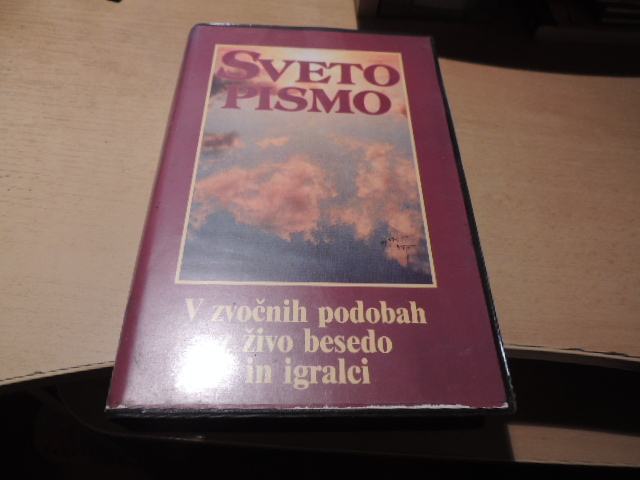 SVETO
PISMO
V zvočnih podobah
z živo besedo
in igralci